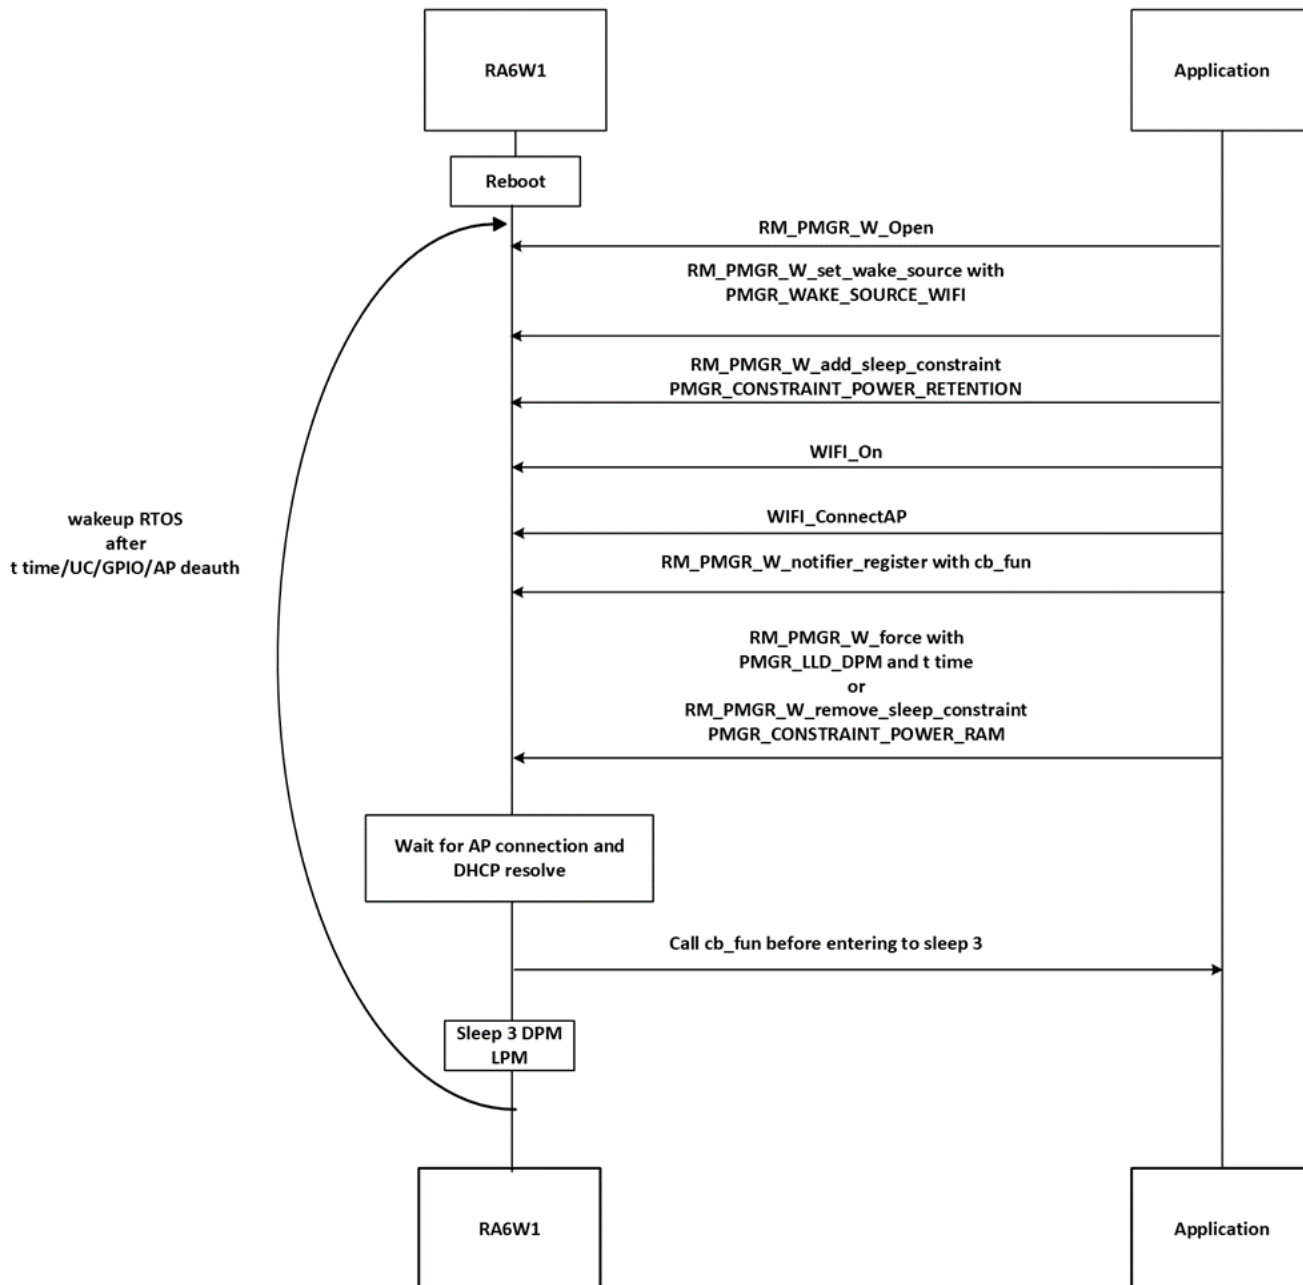 RA6W1
Application
Reboot
RM_PMGR_W_Open
RM_PMGR_W_set_wake_source with
PMGR_WAKE_SOURCE_WIFI
RM_PMGR_W_add_sleep_constraint
PMGR_CONSTRAINT_POWER_RETENTION
WIFI_On
WIFI_ConnectAP
wakeup RTOS
after
t time/UC/GPIO/AP deauth
RM_PMGR_W_notifier_register with cb_fun
RM_PMGR_W_force with
PMGR_LLD_DPM and t time
or
RM_PMGR_W_remove_sleep_constraint
PMGR_CONSTRAINT_POWER_RAM
Wait for AP connection and
DHCP resolve
Call cb_fun before entering to sleep 3
Sleep 3 DPM
LPM
RA6W1
Application